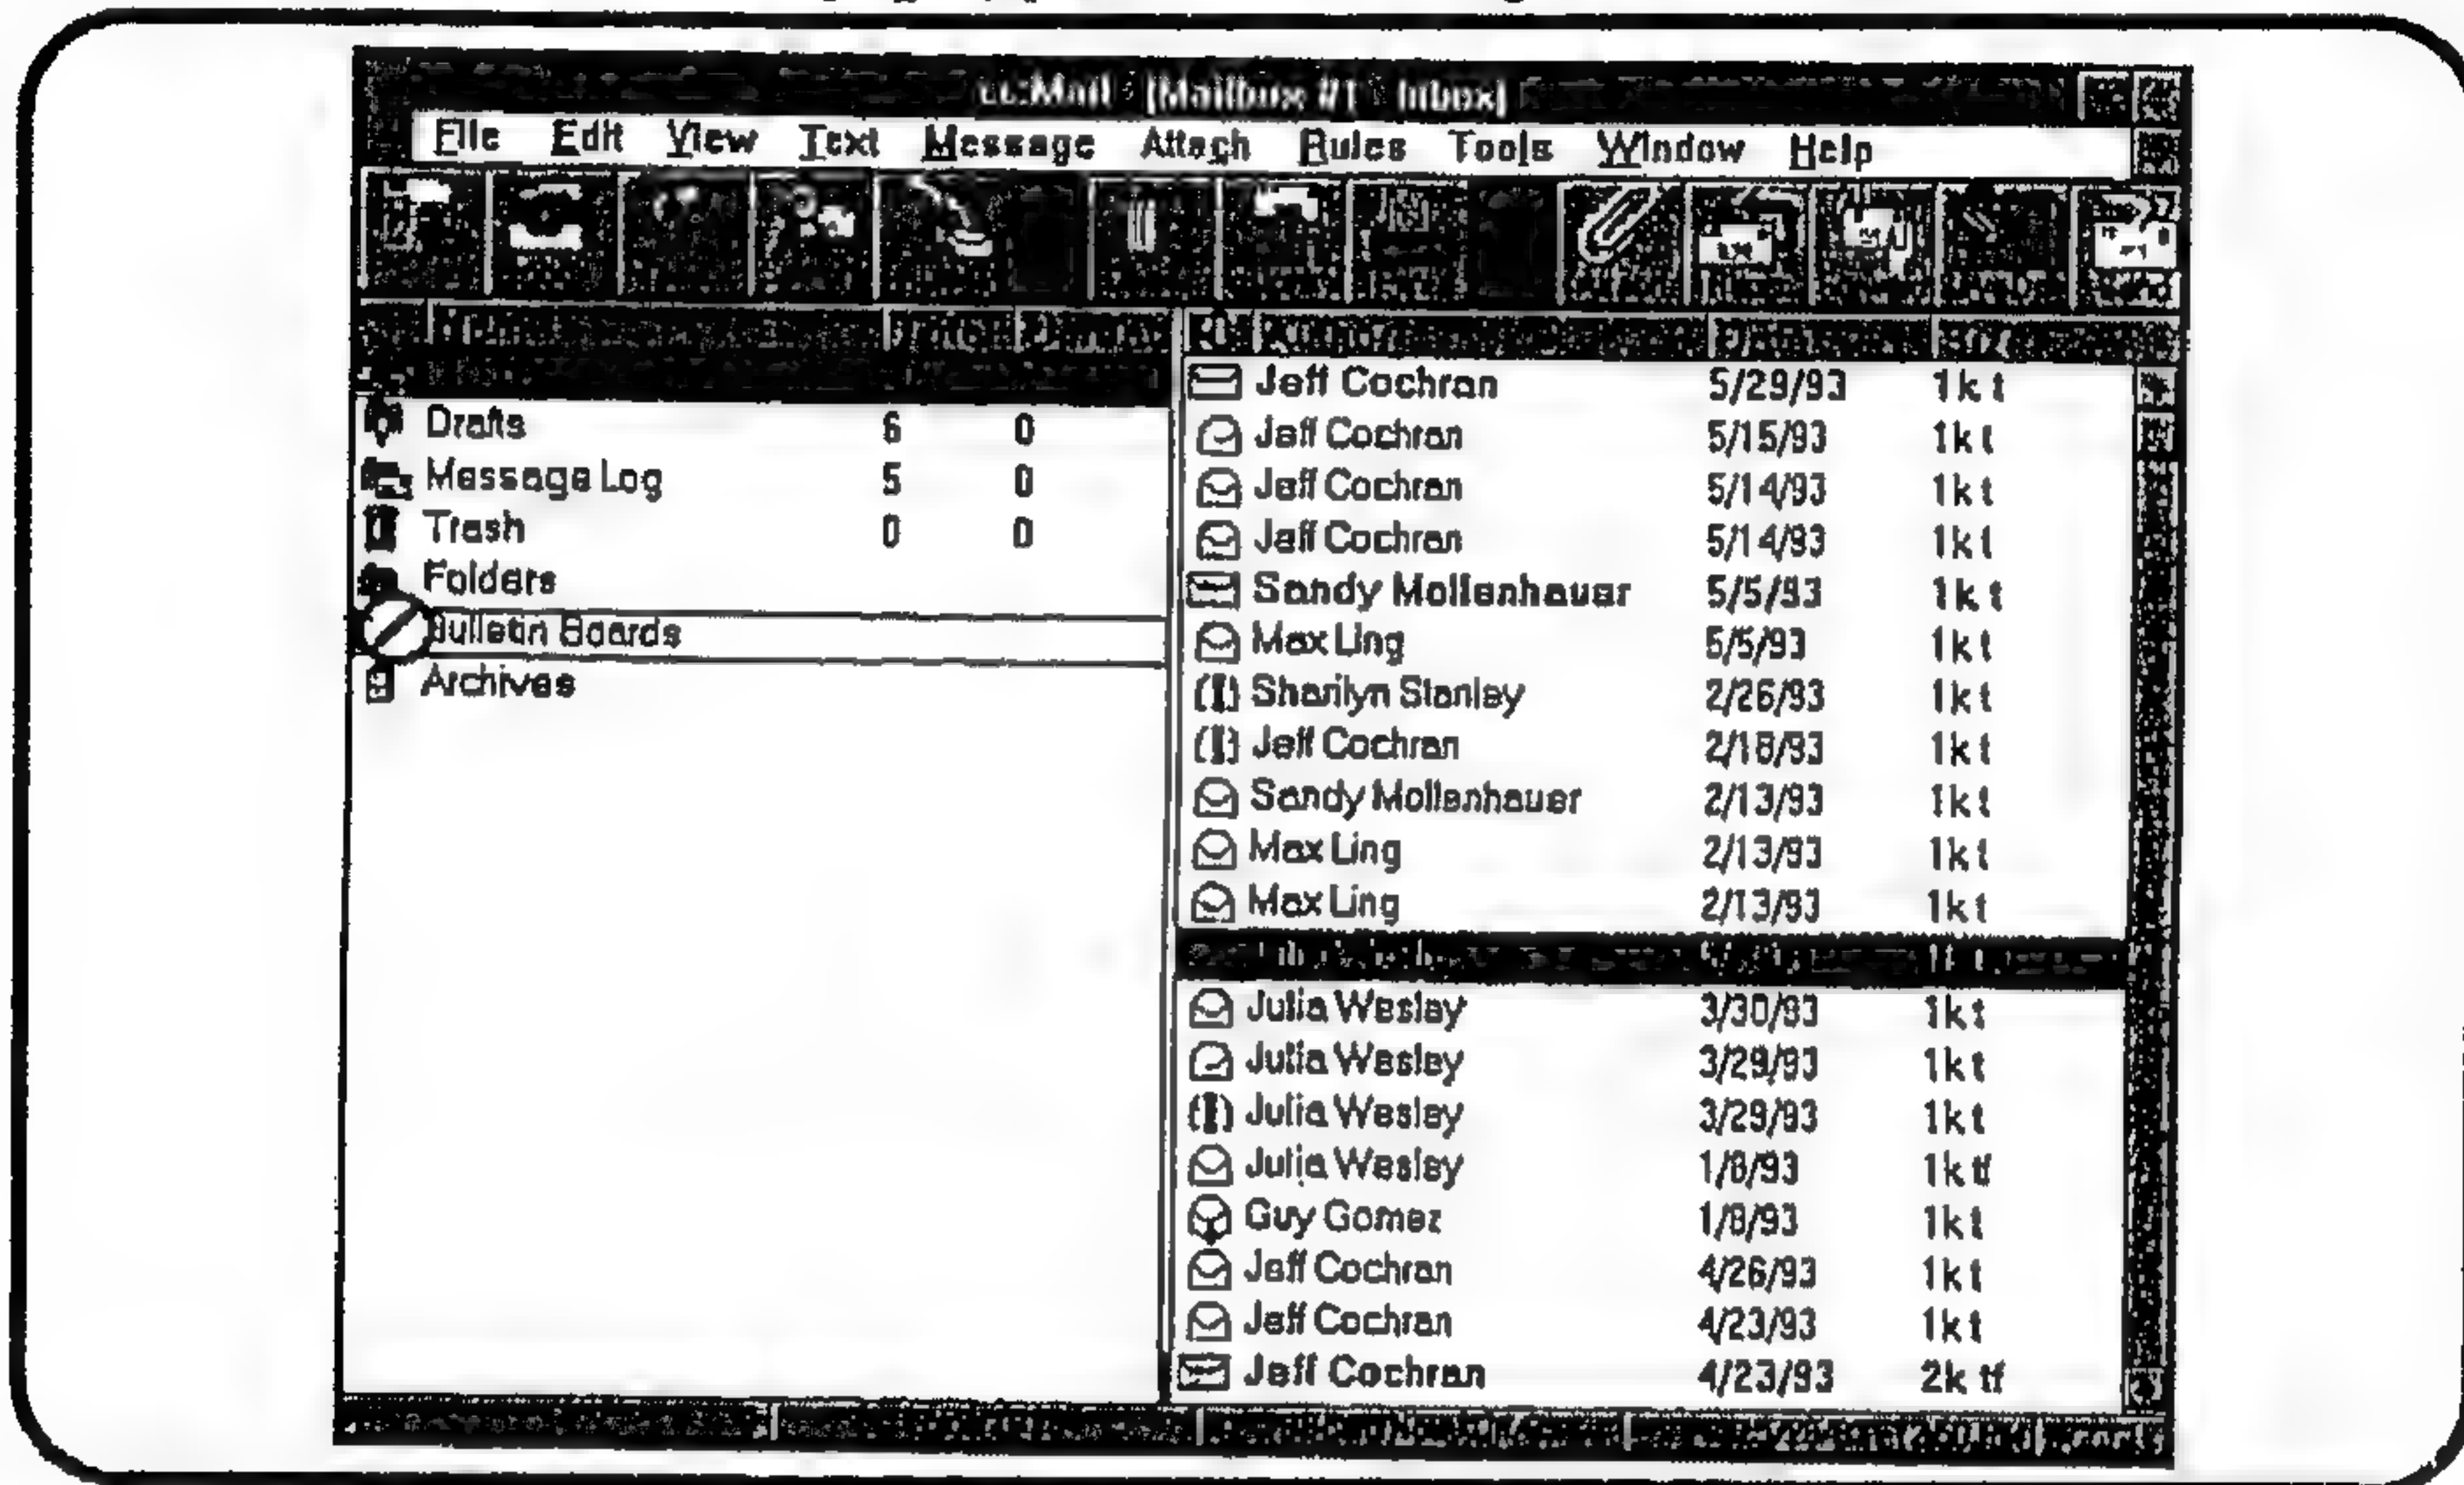 cc:Mail - [Mailbox #1 - Inbox]
File Edit View Text Message Attach Rules Tools Window Help
Drafts 6 0
Message Log 5 0
Trash 0 0
Folders
Bulletin Boards
Archives
Jeff Cochran 5/29/93 1k t
Jeff Cochran 5/15/93 1k t
Jeff Cochran 5/14/93 1k t
Jeff Cochran 5/14/93 1k t
Sandy Mollenhauer 5/5/93 1k t
Max Ling 5/5/93 1k t
Sharilyn Stanley 2/26/93 1k t
Jeff Cochran 2/18/93 1k t
Sandy Mollenhauer 2/13/93 1k t
Max Ling 2/13/93 1k t
Max Ling 2/13/93 1k t
Julia Wesley 3/30/93 1k t
Julia Wesley 3/29/93 1k t
Julia Wesley 3/29/93 1k t
Julia Wesley 1/8/93 1k tf
Guy Gomez 1/8/93 1k t
Jeff Cochran 4/26/93 1k t
Jeff Cochran 4/23/93 1k t
Jeff Cochran 4/23/93 2k tf